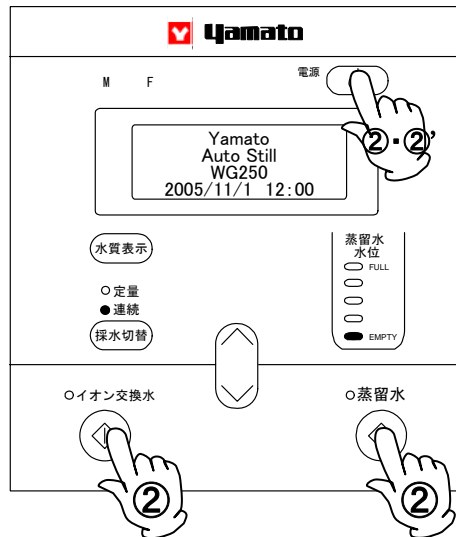 Yamato
M F
電源
②・②'
Yamato
Auto Still
WG250
2005/11/1 12:00
水質表示
蒸留水
水位
FULL
定量
連続
採水切替
EMPTY
イオン交換水
蒸留水
②
②